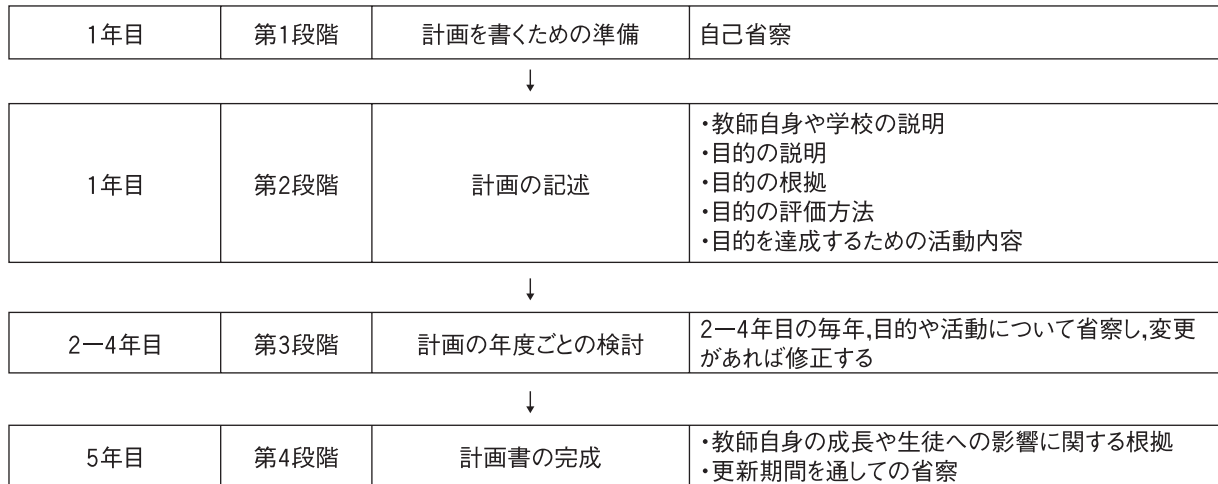 1年目 第1段階 計画を書くための準備 自己省察
↓
1年目 第2段階 計画の記述
・教師自身や学校の説明
・目的の説明
・目的の根拠
・目的の評価方法
・目的を達成するための活動内容
↓
2ー4年目 第3段階 計画の年度ごとの検討
2ー4年目の毎年,目的や活動について省察し,変更
があれば修正する
↓
5年目 第4段階 計画書の完成
・教師自身の成長や生徒への影響に関する根拠
・更新期間を通しての省察